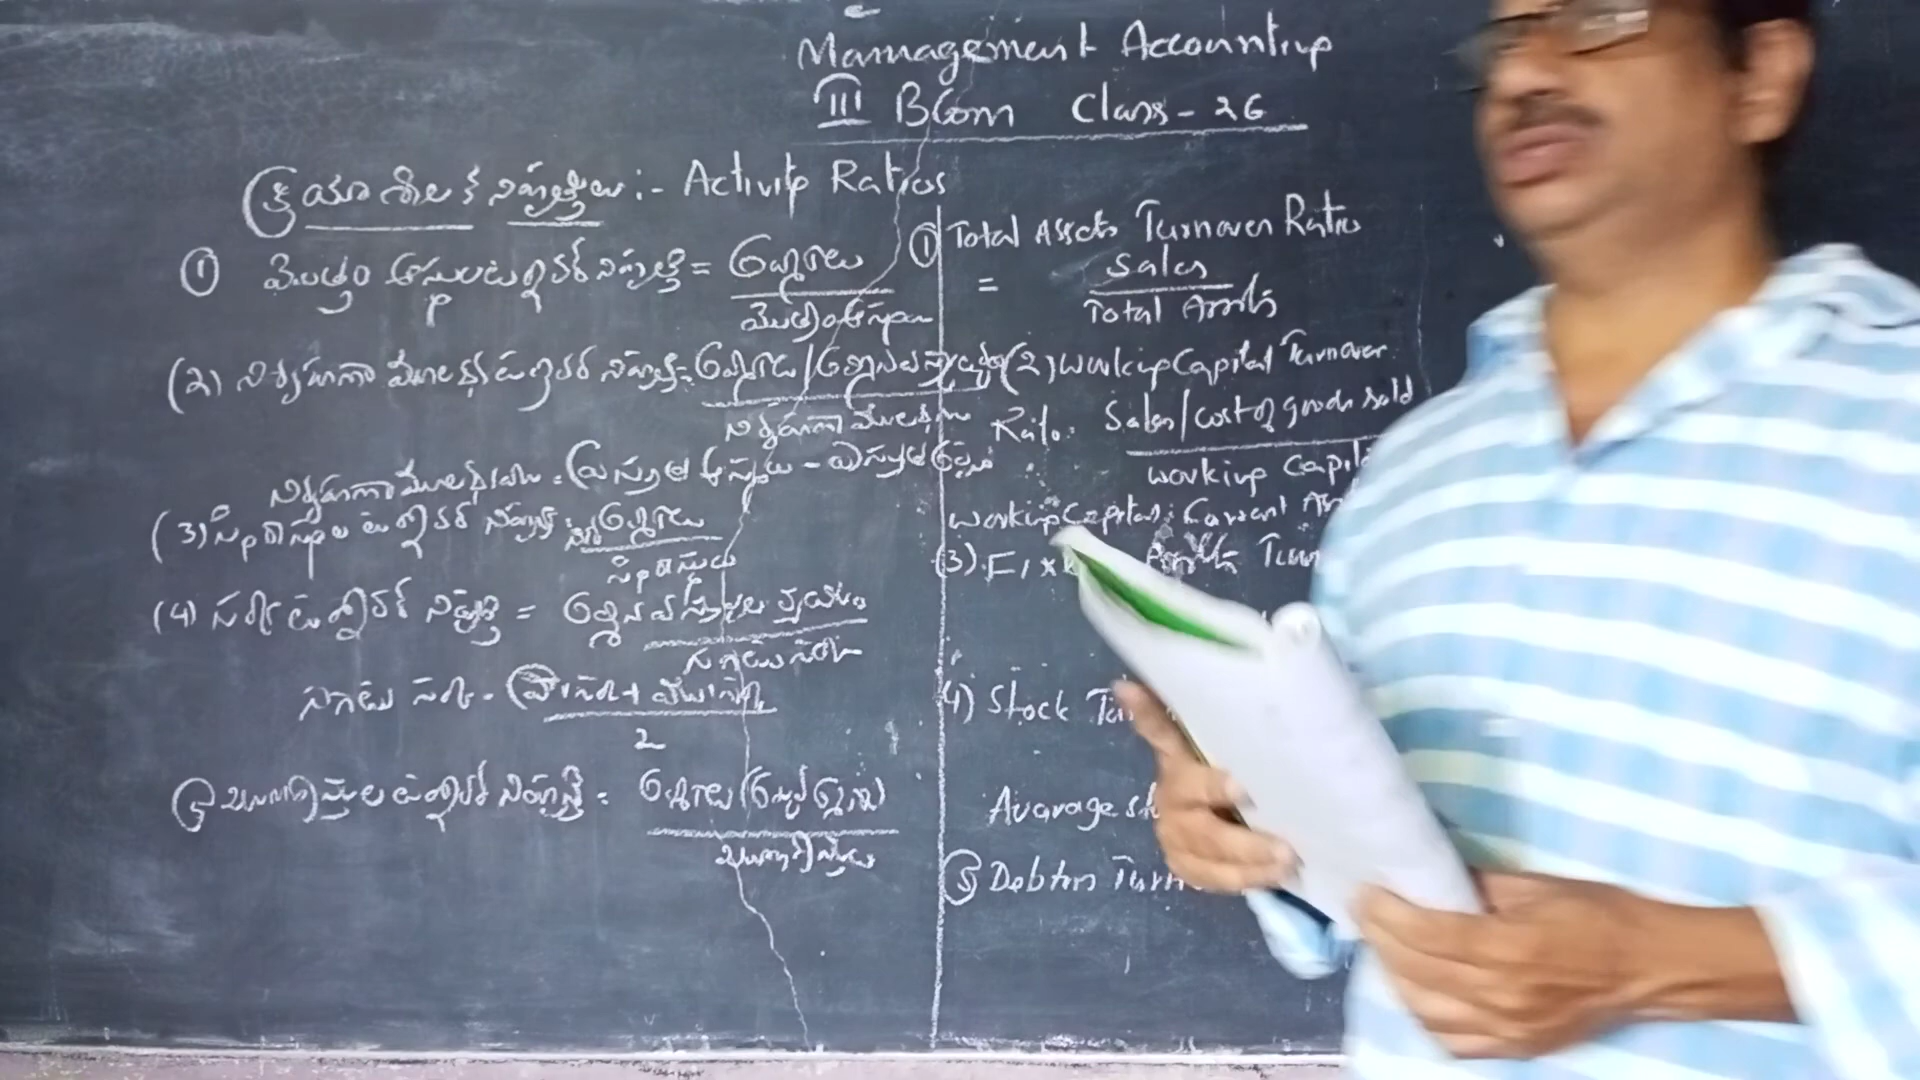 Management Accounting
III BCom Class - 26
క్రియాశీలక నిష్పత్తులు :- Activity Ratios
① మొత్తం ఆస్తుల టర్నోవర్ నిష్పత్తి = అమ్మకాలు
మొత్తం ఆస్తులు
(2) నిర్వహణా మూలధన టర్నోవర్ నిష్పత్తి = అమ్మకాలు / అమ్మినవస్తు వ్యయం
నిర్వహణా మూలధనం
నిర్వహణా మూలధనం = (ప్రస్తుత ఆస్తులు - ప్రస్తుత అప్పులు
(3) స్థిరాస్తుల టర్నోవర్ నిష్పత్తి = నికర అమ్మకాలు
స్థిరాస్తులు
(4) సరుకు టర్నోవర్ నిష్పత్తి = అమ్మిన వస్తువుల వ్యయం
సగటు సరుకు
సగటు సరుకు =
2
⑤ ఋణగ్రస్తుల టర్నోవర్ నిష్పత్తి = అమ్మకాలు (అరువు అమ్మకాలు)
ఋణగ్రస్తులు
① Total Assets Turnover Ratio
= Sales
Total Assets
(2) Working Capital Turnover
Ratio = Sales / Cost of goods sold
Working Capital
Working Capital = Current
(3)
4) Stock
Avarage
⑤ Debtors